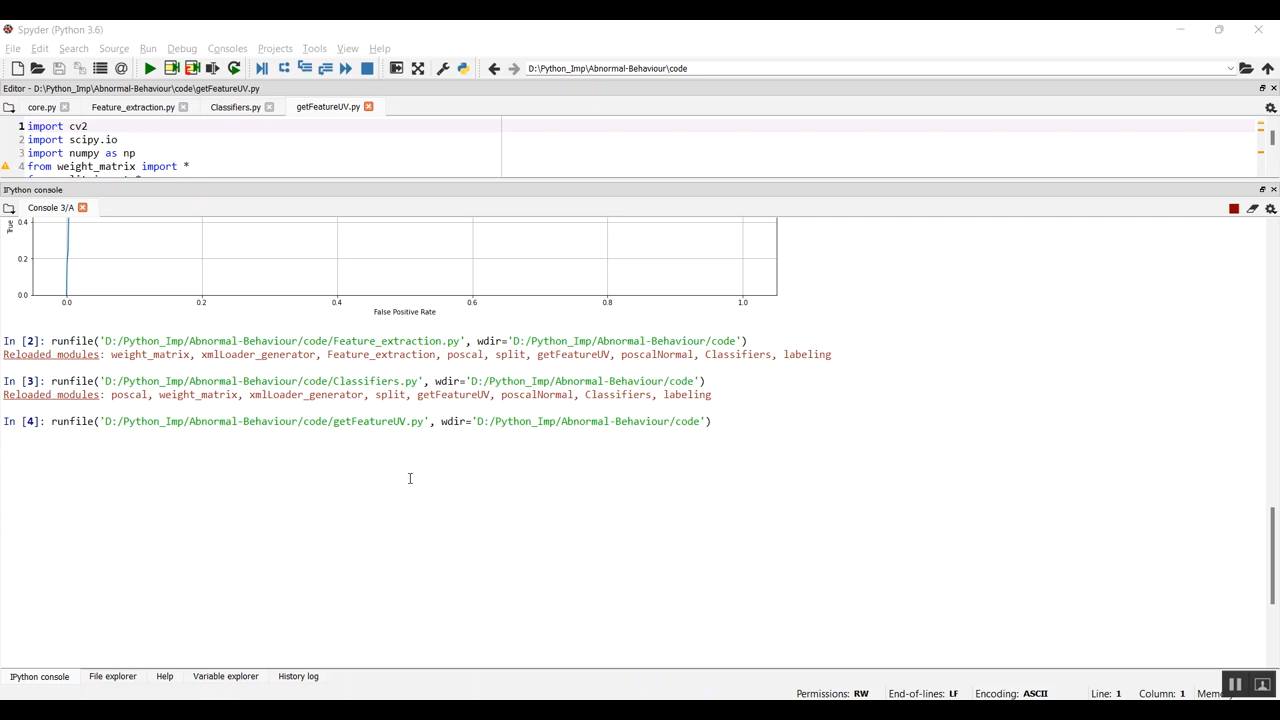 Spyder (Python 3.6)
File Edit Search Source Run Debug Consoles Projects Tools View Help
D:\Python_Imp\Abnormal-Behaviour\code
Editor - D:\Python_Imp\Abnormal-Behaviour\code\getFeatureUV.py
core.py Feature_extraction.py Classifiers.py getFeatureUV.py
1 import cv2
2 import scipy.io
3 import numpy as np
4 from weight_matrix import *
IPython console
Console 3/A
True
0.4
0.2
0.0
0.0 0.2 0.4 0.6 0.8 1.0
False Positive Rate
In [2]: runfile('D:/Python_Imp/Abnormal-Behaviour/code/Feature_extraction.py', wdir='D:/Python_Imp/Abnormal-Behaviour/code')
Reloaded modules: weight_matrix, xmlLoader_generator, Feature_extraction, poscal, split, getFeatureUV, poscalNormal, Classifiers, labeling
In [3]: runfile('D:/Python_Imp/Abnormal-Behaviour/code/Classifiers.py', wdir='D:/Python_Imp/Abnormal-Behaviour/code')
Reloaded modules: poscal, weight_matrix, xmlLoader_generator, split, getFeatureUV, poscalNormal, Classifiers, labeling
In [4]: runfile('D:/Python_Imp/Abnormal-Behaviour/code/getFeatureUV.py', wdir='D:/Python_Imp/Abnormal-Behaviour/code')
IPython console File explorer Help Variable explorer History log
Permissions: RW End-of-lines: LF Encoding: ASCII Line: 1 Column: 1